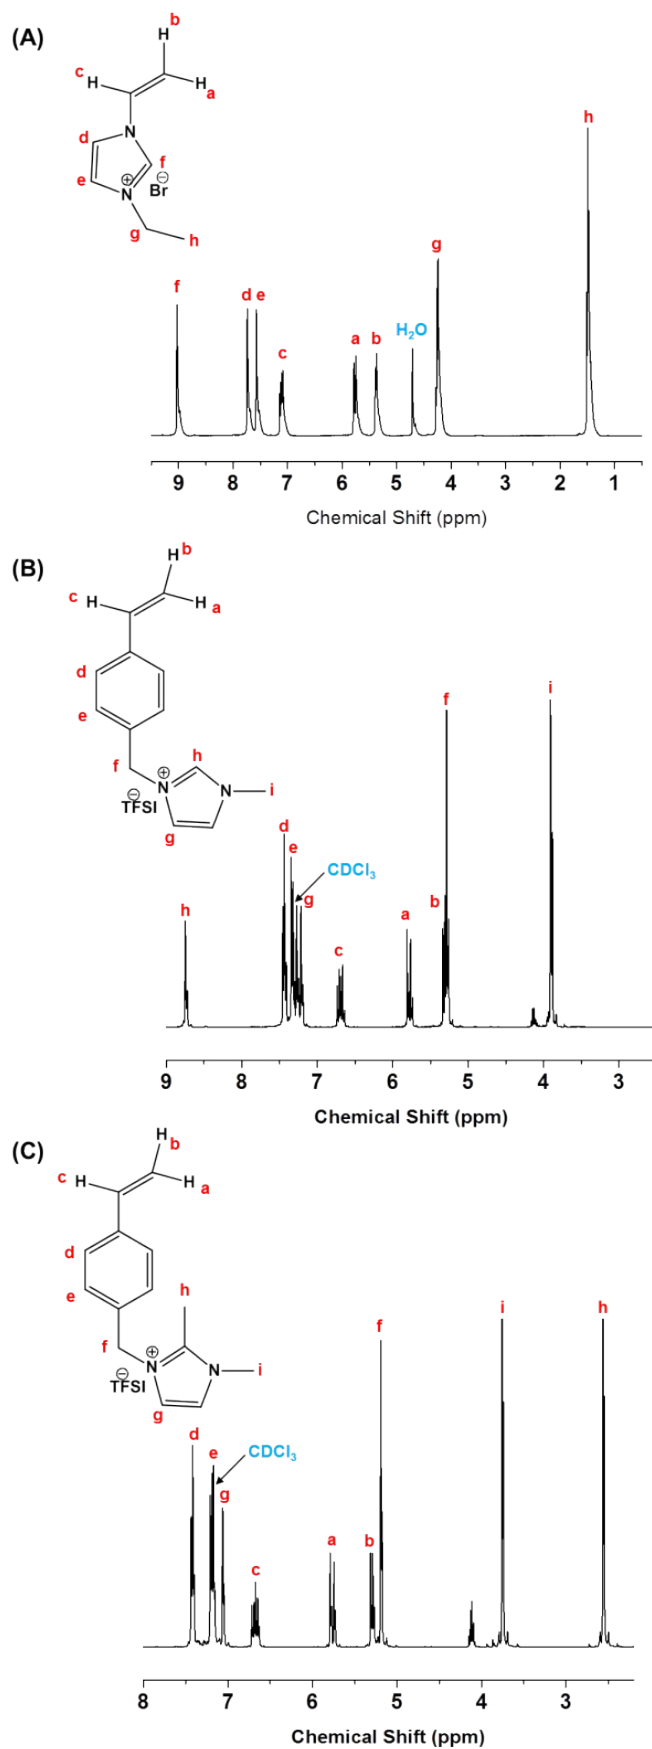 (A)
b
H
c H
H
a
d
N
f
e
⊕
N
⊖
Br
g
h
h
g
f
d e
H2O
a b
c
9 8 7 6 5 4 3 2 1
Chemical Shift (ppm)
(B)
H b
c H
H a
d
e
f
h
⊕
N
N
i
⊖
TFSI
g
f
i
d
e
CDCl3
g
h
a
b
c
9 8 7 6 5 4 3
Chemical Shift (ppm)
(C)
H b
c H
H a
d
e
h
f
⊕
N
N
i
⊖
TFSI
g
i
h
f
d
e
CDCl3
g
a
b
c
8 7 6 5 4 3
Chemical Shift (ppm)